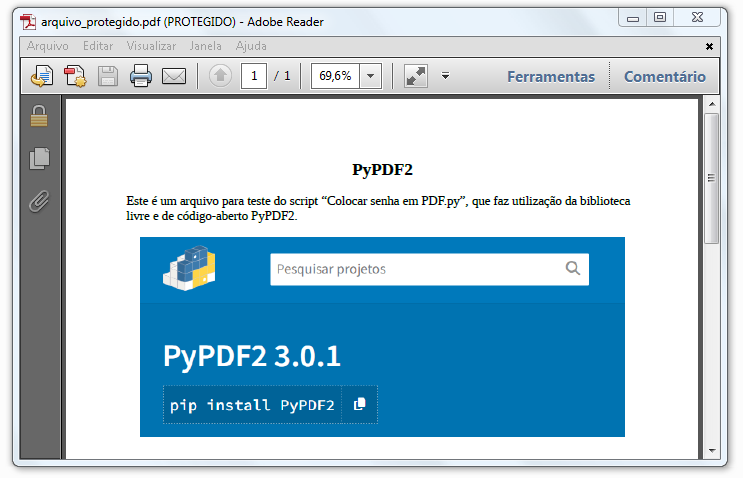 arquivo_protegido.pdf (PROTEGIDO) - Adobe Reader
Arquivo Editar Visualizar Janela Ajuda
1 / 1 69,6% Ferramentas Comentário
PyPDF2
Este é um arquivo para teste do script “Colocar senha em PDF.py”, que faz utilização da biblioteca
livre e de código-aberto PyPDF2.
Pesquisar projetos
PyPDF2 3.0.1
pip install PyPDF2